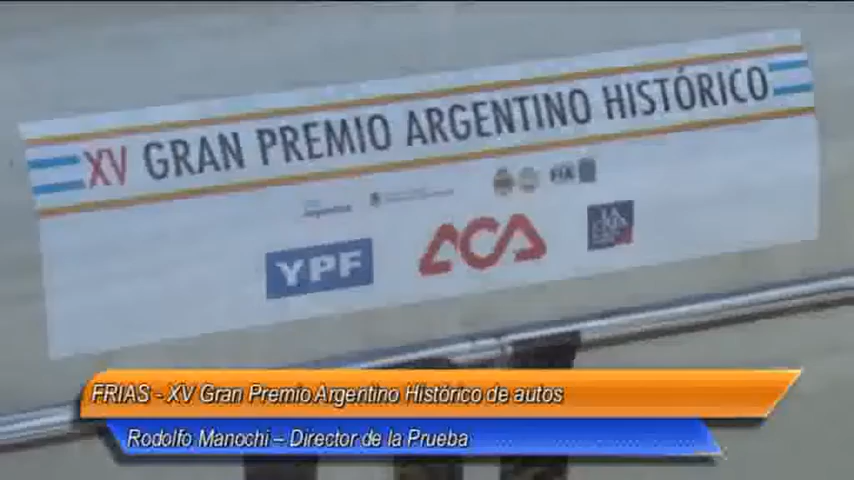 XV GRAN PREMIO ARGENTINO HISTÓRICO
FIA
YPF
ACA
FRIAS - XV Gran Premio Argentino Histórico de autos
Rodolfo Manochi – Director de la Prueba